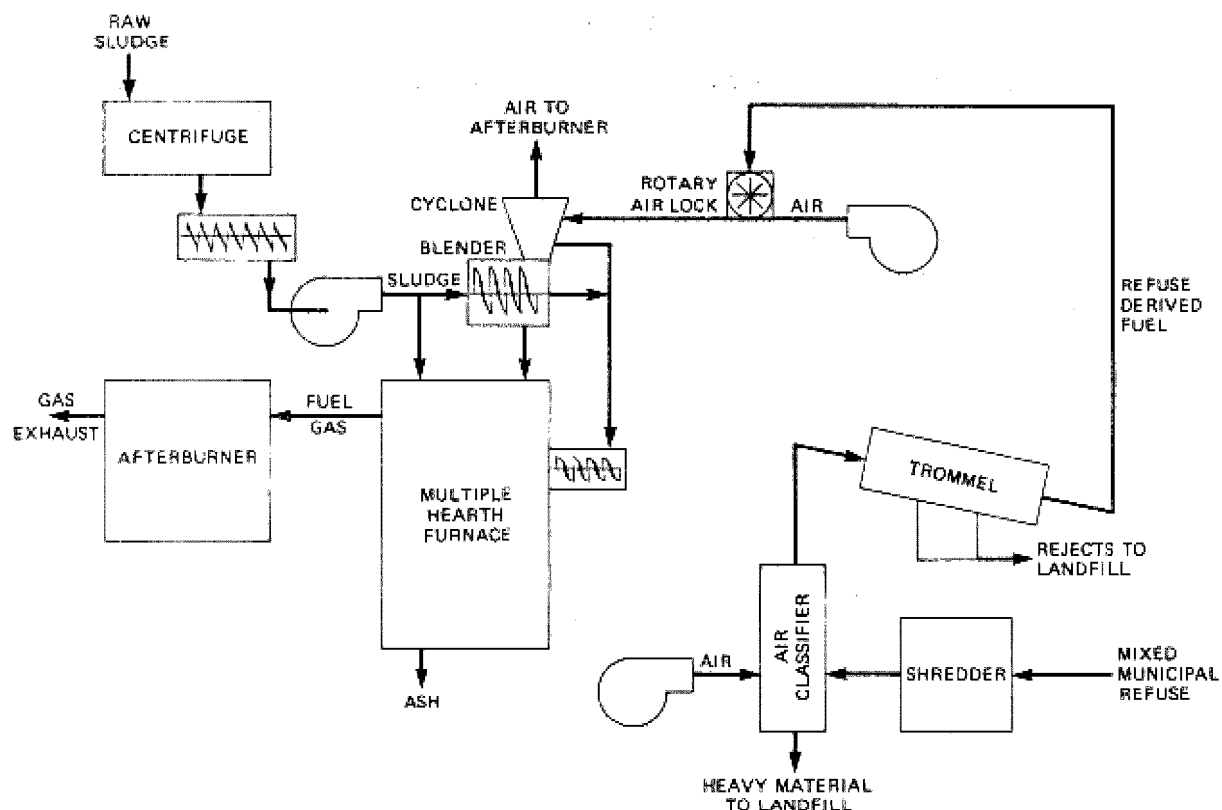 RAW
SLUDGE
CENTRIFUGE
AIR TO
AFTERBURNER
ROTARY
AIR LOCK
AIR
CYCLONE
BLENDER
SLUDGE
REFUSE
DERIVED
FUEL
GAS
EXHAUST
AFTERBURNER
FUEL
GAS
MULTIPLE
HEARTH
FURNACE
TROMMEL
REJECTS TO
LANDFILL
AIR
CLASSIFIER
AIR
SHREDDER
MIXED
MUNICIPAL
REFUSE
ASH
HEAVY MATERIAL
TO LANDFILL